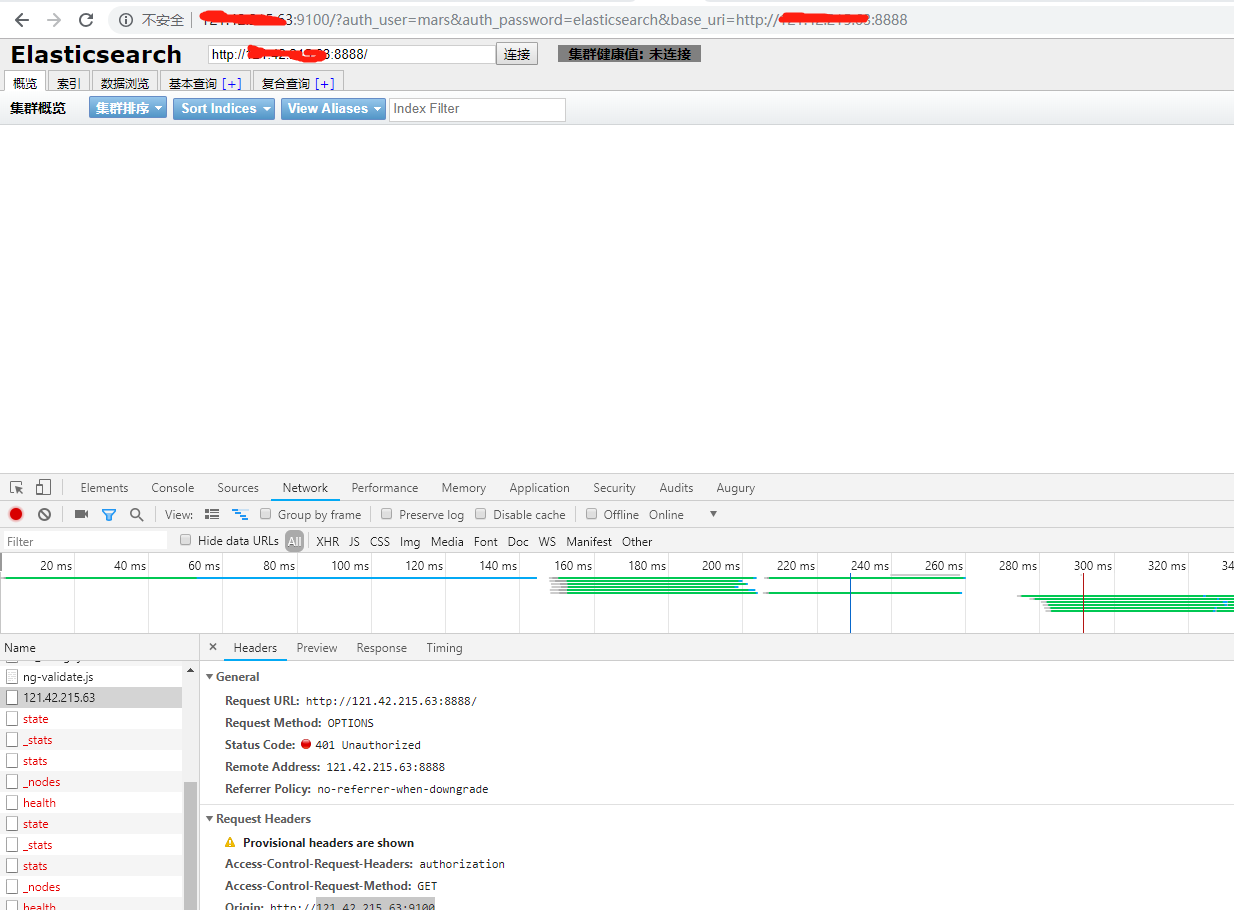 不安全 63:9100/?auth_user=mars&auth_password=elasticsearch&base_uri=http:// :8888
Elasticsearch http:// :8888/ 连接 集群健康值: 未连接
概览 索引 数据浏览 基本查询 [+] 复合查询 [+]
集群概览 集群排序 Sort Indices View Aliases Index Filter
Elements Console Sources Network Performance Memory Application Security Audits Augury
View: Group by frame Preserve log Disable cache Offline Online
Filter Hide data URLs All XHR JS CSS Img Media Font Doc WS Manifest Other
20 ms 40 ms 60 ms 80 ms 100 ms 120 ms 140 ms 160 ms 180 ms 200 ms 220 ms 240 ms 260 ms 280 ms 300 ms 320 ms 34
Name × Headers Preview Response Timing
ng-validate.js
121.42.215.63
state
_stats
stats
_nodes
health
state
_stats
stats
_nodes
health
General
Request URL: http://121.42.215.63:8888/
Request Method: OPTIONS
Status Code: 401 Unauthorized
Remote Address: 121.42.215.63:8888
Referrer Policy: no-referrer-when-downgrade
Request Headers
Provisional headers are shown
Access-Control-Request-Headers: authorization
Access-Control-Request-Method: GET
Origin: http://121.42.215.63:9100